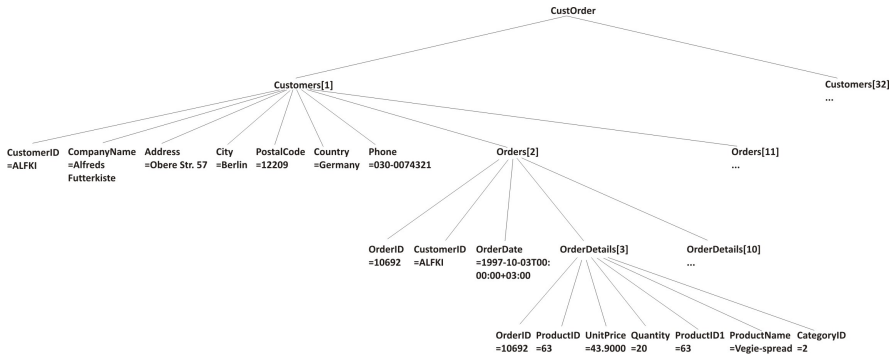 CustOrder
Customers[1]
Customers[32]
...
CustomerID
=ALFKI
CompanyName
=Alfreds
Futterkiste
Address
=Obere Str. 57
City
=Berlin
PostalCode
=12209
Country
=Germany
Phone
=030-0074321
Orders[2]
Orders[11]
...
OrderID
=10692
CustomerID
=ALFKI
OrderDate
=1997-10-03T00:
00:00+03:00
OrderDetails[3]
OrderDetails[10]
...
OrderID
=10692
ProductID
=63
UnitPrice
=43.9000
Quantity
=20
ProductID1
=63
ProductName
=Vegie-spread
CategoryID
=2